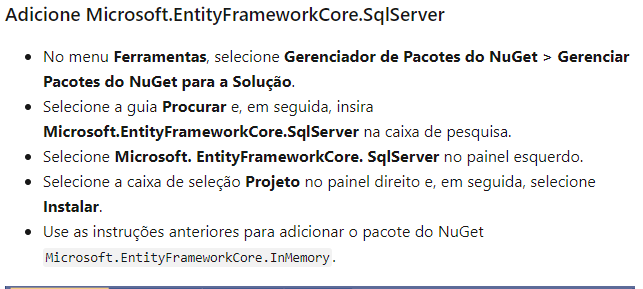 Adicione Microsoft.EntityFrameworkCore.SqlServer
• No menu Ferramentas, selecione Gerenciador de Pacotes do NuGet > Gerenciar
Pacotes do NuGet para a Solução.
• Selecione a guia Procurar e, em seguida, insira
Microsoft.EntityFrameworkCore.SqlServer na caixa de pesquisa.
• Selecione Microsoft. EntityFrameworkCore. SqlServer no painel esquerdo.
• Selecione a caixa de seleção Projeto no painel direito e, em seguida, selecione
Instalar.
• Use as instruções anteriores para adicionar o pacote do NuGet
Microsoft.EntityFrameworkCore.InMemory.